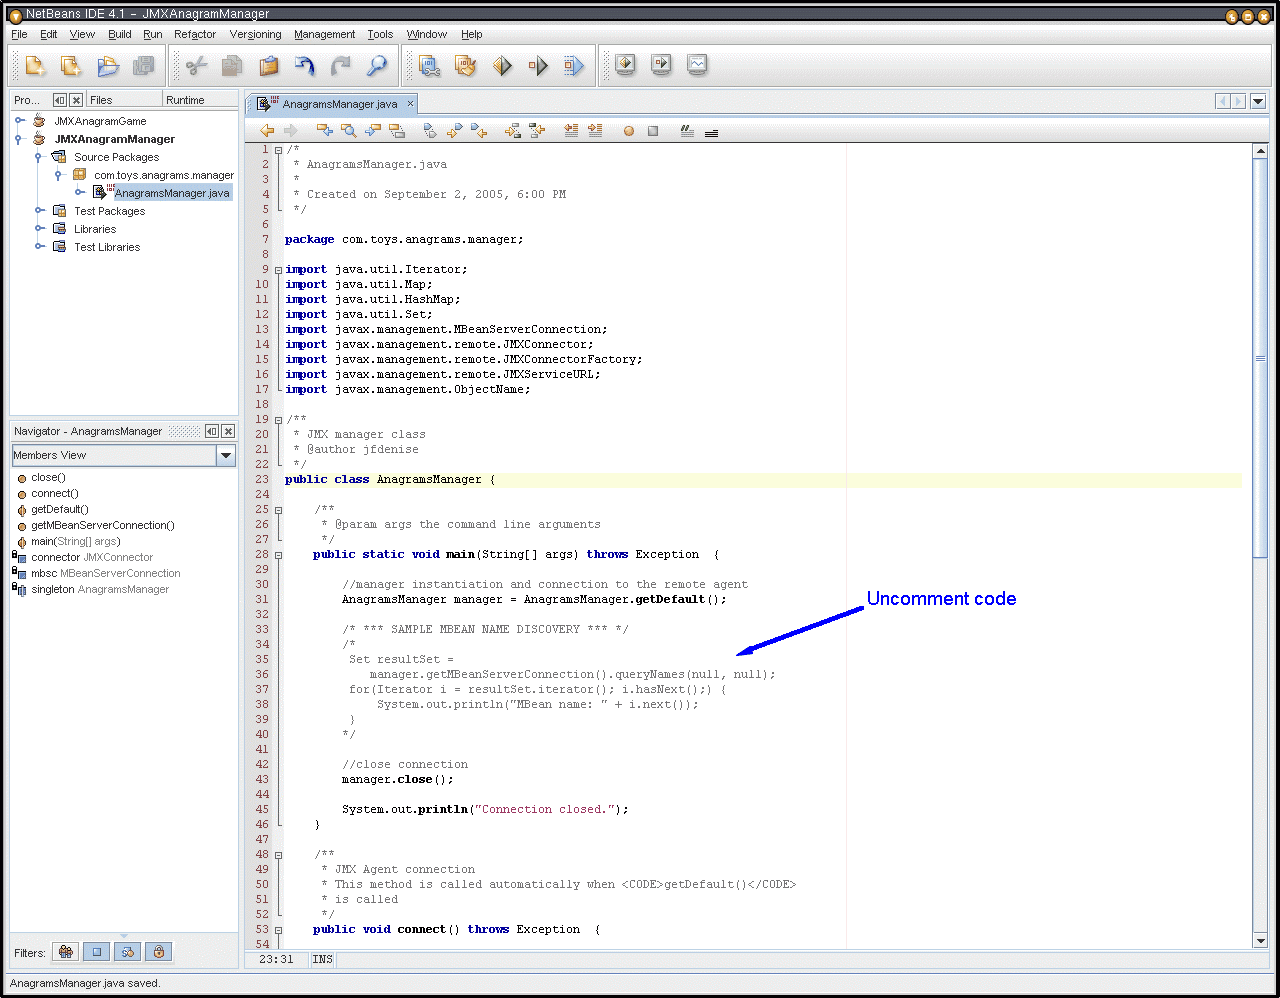 NetBeans IDE 4.1 - JMXAnagramManager
File Edit View Build Run Refactor Versioning Management Tools Window Help
Pro... Files Runtime
JMXAnagramGame
JMXAnagramManager
Source Packages
com.toys.anagrams.manager
AnagramsManager.java
Test Packages
Libraries
Test Libraries
Navigator - AnagramsManager
Members View
close()
connect()
getDefault()
getMBeanServerConnection()
main(String[] args)
connector JMXConnector
mbsc MBeanServerConnection
singleton AnagramsManager
Filters:
AnagramsManager.java
1 /*
2 * AnagramsManager.java
3 *
4 * Created on September 2, 2005, 6:00 PM
5 */
6
7 package com.toys.anagrams.manager;
8
9 import java.util.Iterator;
10 import java.util.Map;
11 import java.util.HashMap;
12 import java.util.Set;
13 import javax.management.MBeanServerConnection;
14 import javax.management.remote.JMXConnector;
15 import javax.management.remote.JMXConnectorFactory;
16 import javax.management.remote.JMXServiceURL;
17 import javax.management.ObjectName;
18
19 /**
20 * JMX manager class
21 * @author jfdenise
22 */
23 public class AnagramsManager {
24
25 /**
26 * @param args the command line arguments
27 */
28 public static void main(String[] args) throws Exception {
29
30 //manager instantiation and connection to the remote agent
31 AnagramsManager manager = AnagramsManager.getDefault();
32
33 /* *** SAMPLE MBEAN NAME DISCOVERY *** */
34 /*
35 Set resultSet =
36 manager.getMBeanServerConnection().queryNames(null, null);
37 for(Iterator i = resultSet.iterator(); i.hasNext();) {
38 System.out.println("MBean name: " + i.next());
39 }
40 */
41
42 //close connection
43 manager.close();
44
45 System.out.println("Connection closed.");
46 }
47
48 /**
49 * JMX Agent connection
50 * This method is called automatically when <CODE>getDefault()</CODE>
51 * is called
52 */
53 public void connect() throws Exception {
54
Uncomment code
23:31 INS
AnagramsManager.java saved.